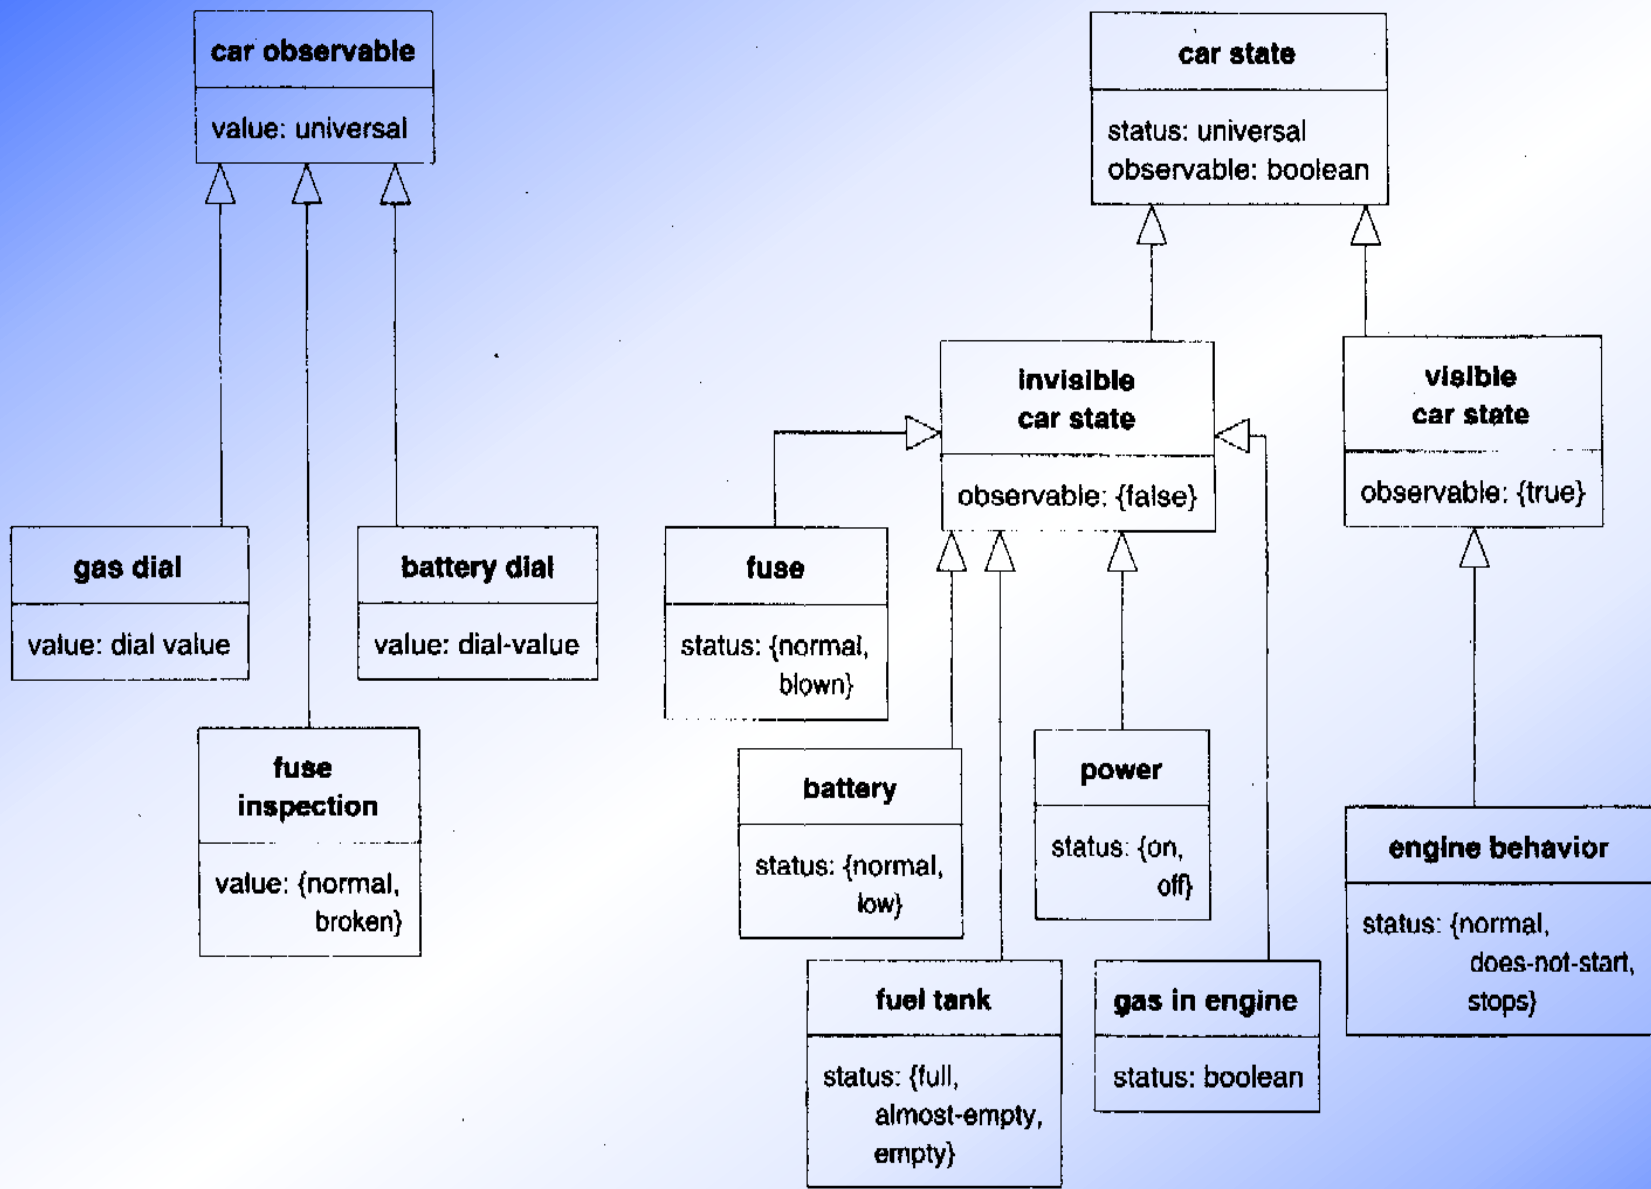 car observable
value: universal
car state
status: universal
observable: boolean
invisible
car state
observable: {false}
visible
car state
observable: {true}
gas dial
value: dial value
battery dial
value: dial-value
fuse
inspection
value: {normal,
broken}
fuse
status: {normal,
blown}
battery
status: {normal,
low}
power
status: {on,
off}
fuel tank
status: {full,
almost-empty,
empty}
gas in engine
status: boolean
engine behavior
status: {normal,
does-not-start,
stops}